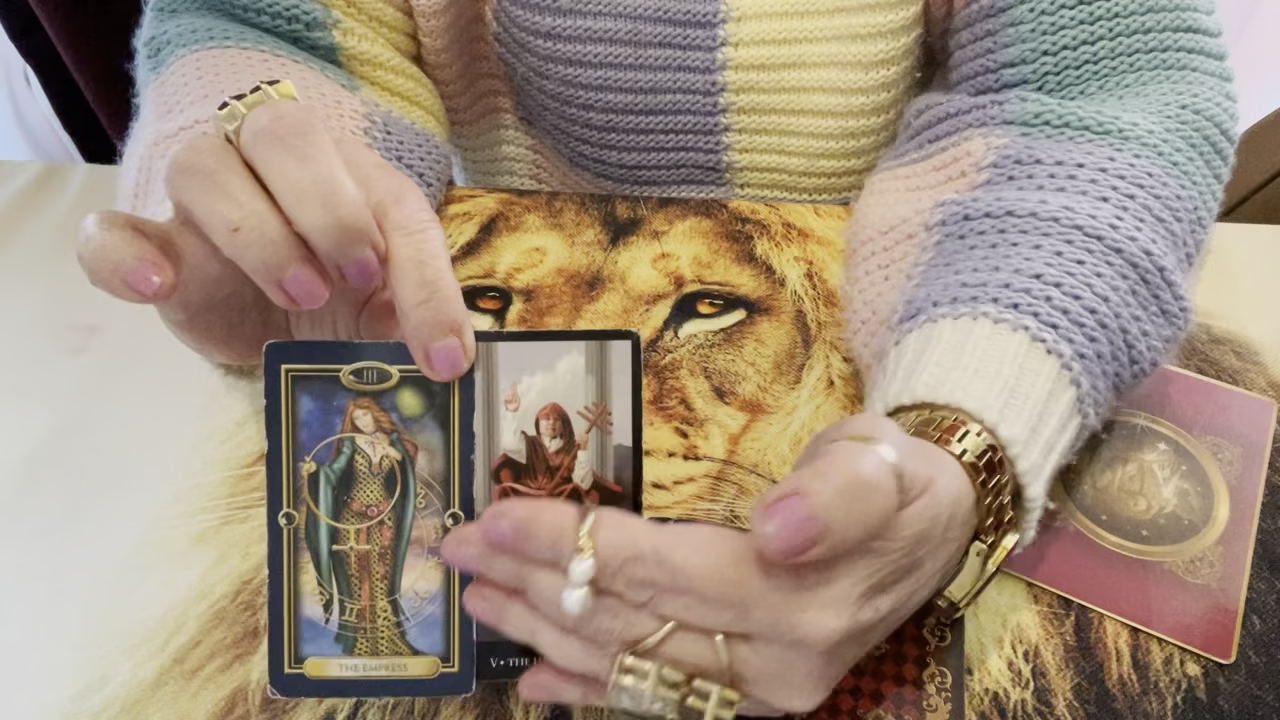 III
THE EMPRESS
V • THE